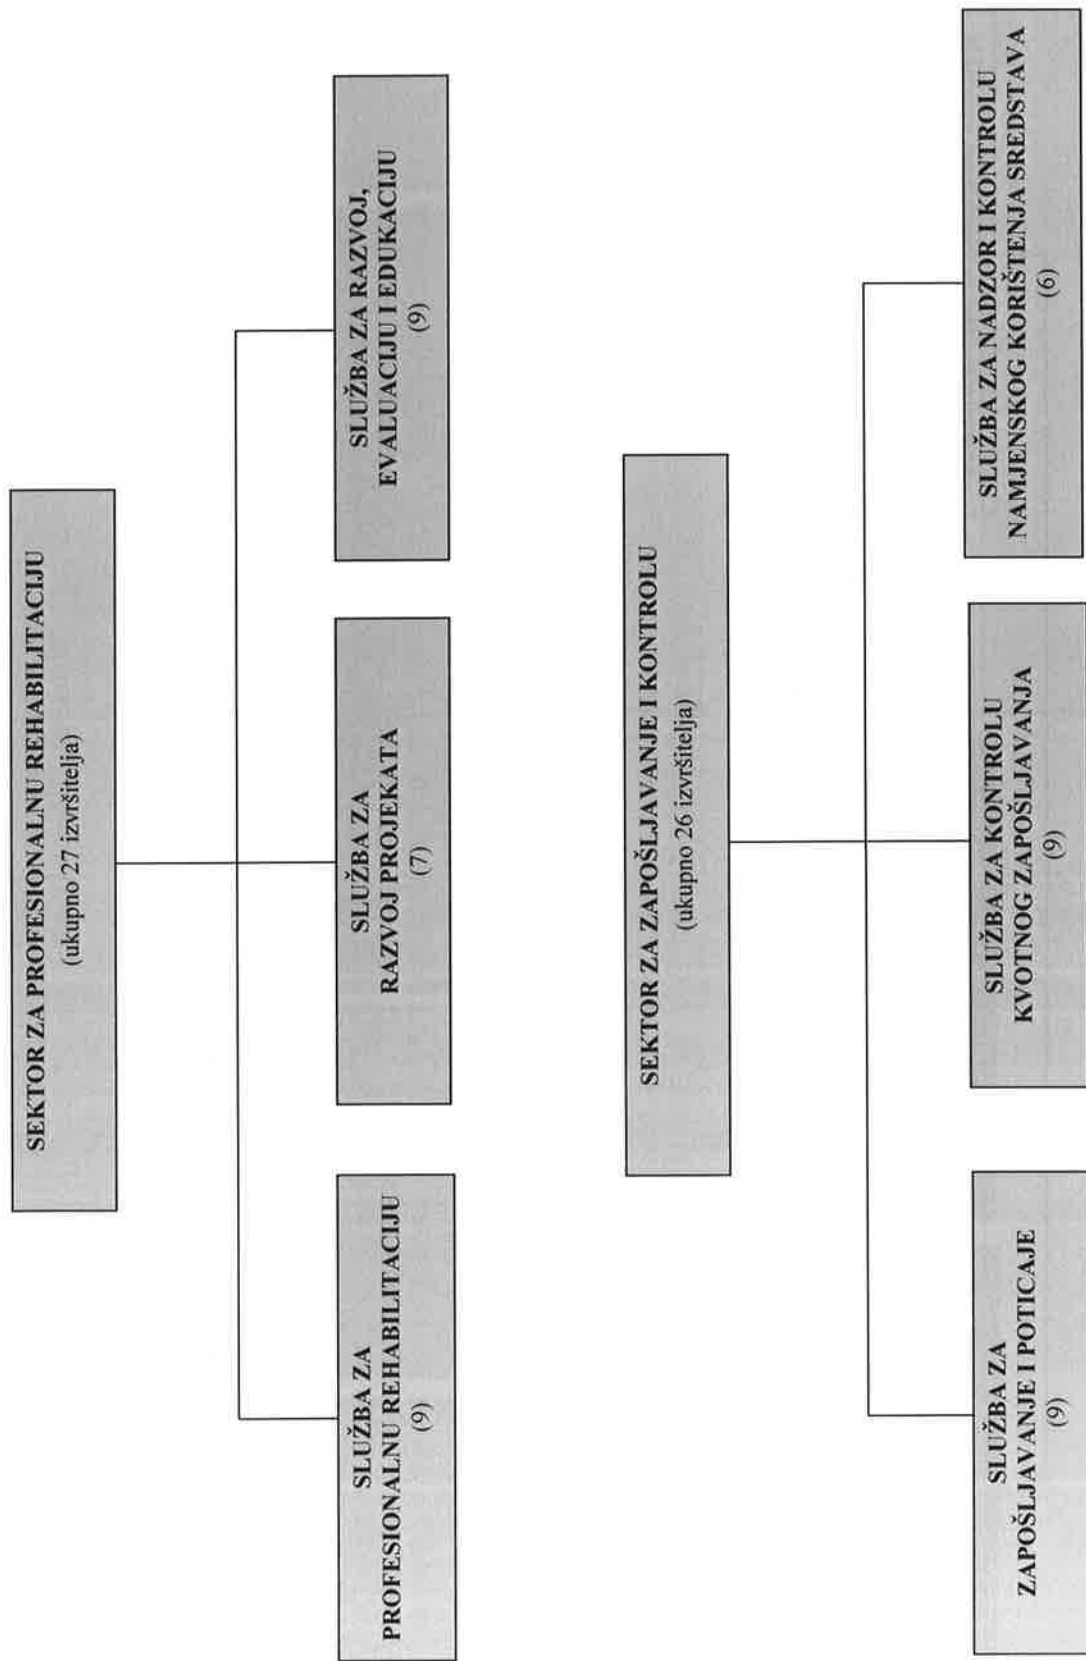 SEKTOR ZA PROFESIONALNU REHABILITACIJU
(ukupno 27 izvršitelja)
SLUŽBA ZA
PROFESIONALNU REHABILITACIJU
(9)
SLUŽBA ZA
RAZVOJ PROJEKATA
(7)
SLUŽBA ZA RAZVOJ,
EVALUACIJU I EDUKACIJU
(9)
SEKTOR ZA ZAPOŠLJAVANJE I KONTROLU
(ukupno 26 izvršitelja)
SLUŽBA ZA
ZAPOŠLJAVANJE I POTICAJE
(9)
SLUŽBA ZA KONTROLU
KVOTNOG ZAPOŠLJAVANJA
(9)
SLUŽBA ZA NADZOR I KONTROLU
NAMJENSKOG KORIŠTENJA SREDSTAVA
(6)